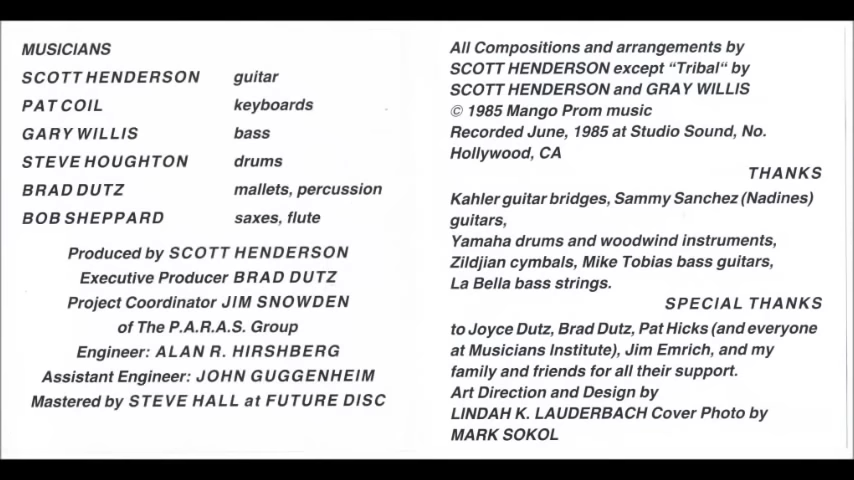 MUSICIANS
SCOTT HENDERSON guitar
PAT COIL keyboards
GARY WILLIS bass
STEVE HOUGHTON drums
BRAD DUTZ mallets, percussion
BOB SHEPPARD saxes, flute
Produced by SCOTT HENDERSON
Executive Producer BRAD DUTZ
Project Coordinator JIM SNOWDEN
of The P.A.R.A.S. Group
Engineer: ALAN R. HIRSHBERG
Assistant Engineer: JOHN GUGGENHEIM
Mastered by STEVE HALL at FUTURE DISC
All Compositions and arrangements by
SCOTT HENDERSON except “Tribal“ by
SCOTT HENDERSON and GRAY WILLIS
© 1985 Mango Prom music
Recorded June, 1985 at Studio Sound, No.
Hollywood, CA
THANKS
Kahler guitar bridges, Sammy Sanchez (Nadines)
guitars,
Yamaha drums and woodwind instruments,
Zildjian cymbals, Mike Tobias bass guitars,
La Bella bass strings.
SPECIAL THANKS
to Joyce Dutz, Brad Dutz, Pat Hicks (and everyone
at Musicians Institute), Jim Emrich, and my
family and friends for all their support.
Art Direction and Design by
LINDAH K. LAUDERBACH Cover Photo by
MARK SOKOL